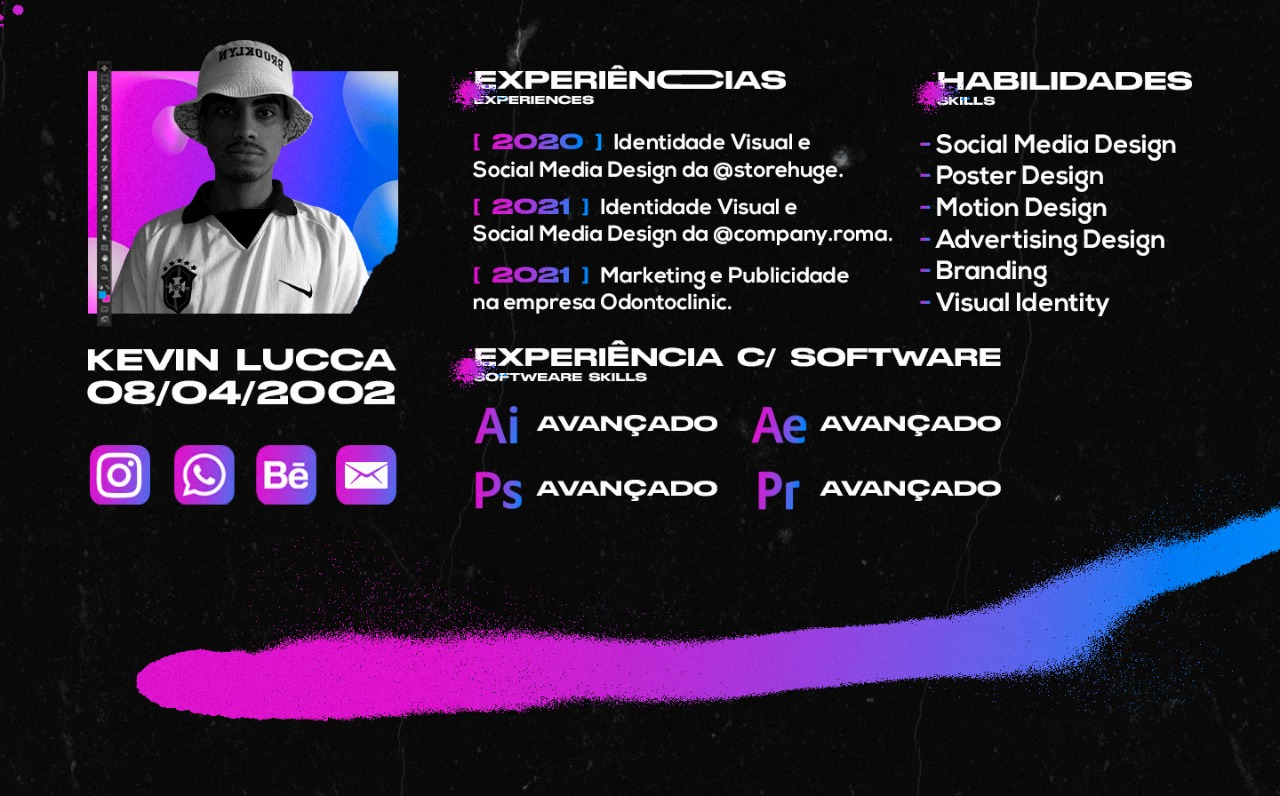 BROOKLYN
KEVIN LUCCA
08/04/2002
Bē
EXPERIÊNCIAS
EXPERIENCES
[ 2020 ] Identidade Visual e
Social Media Design da @storehuge.
[ 2021 ] Identidade Visual e
Social Media Design da @company.roma.
[ 2021 ] Marketing e Publicidade
na empresa Odontoclinic.
HABILIDADES
SKILLS
- Social Media Design
- Poster Design
- Motion Design
- Advertising Design
- Branding
- Visual Identity
EXPERIÊNCIA C/ SOFTWARE
SOFTWEARE SKILLS
Ai AVANÇADO
Ae AVANÇADO
Ps AVANÇADO
Pr AVANÇADO